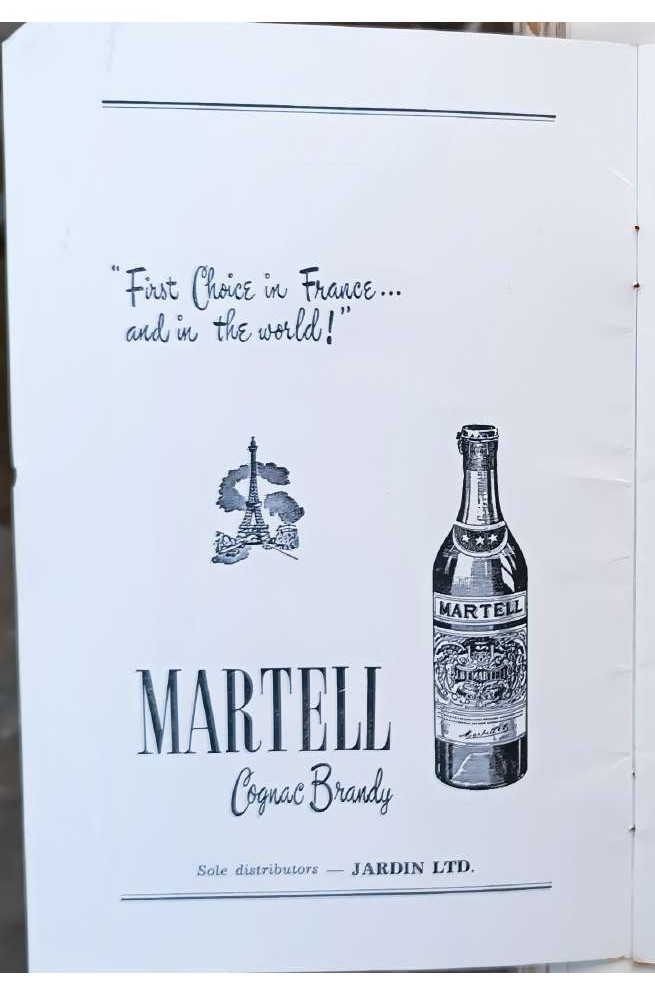 "First Choice in France...
and in the world!"
MARTELL
MARTELL
Cognac Brandy
Sole distributors — JARDIN LTD.